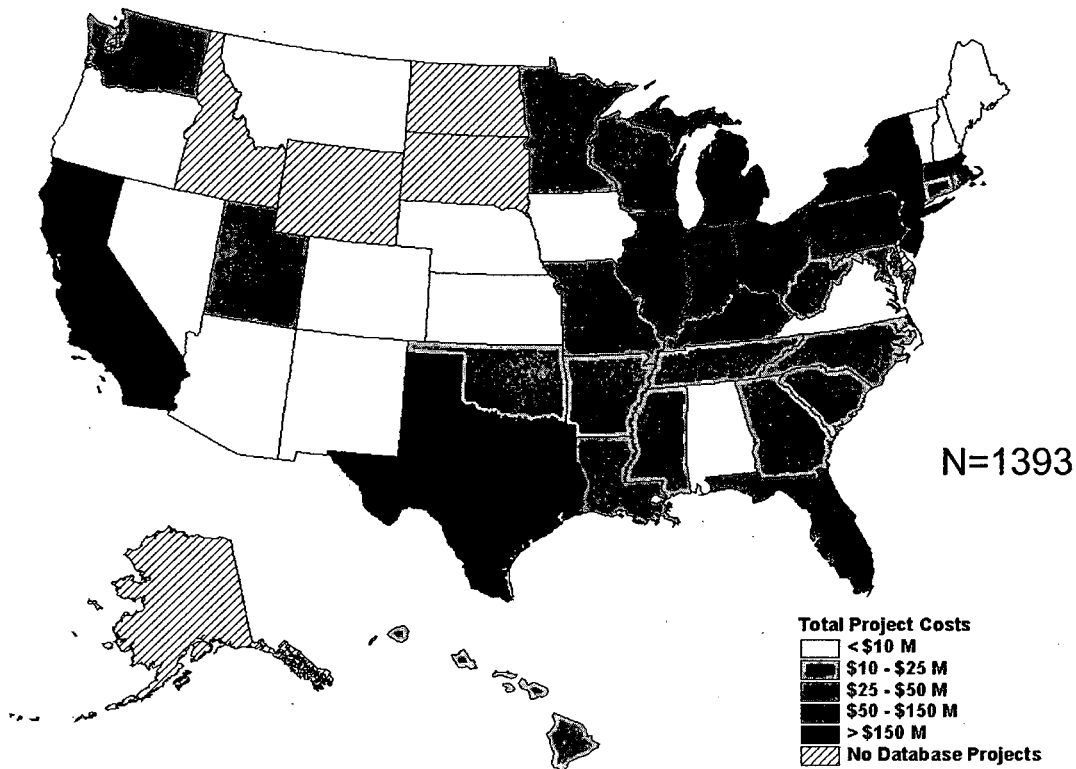 N=1393
Total Project Costs
< $10 M
$10 - $25 M
$25 - $50 M
$50 - $150 M
> $150 M
No Database Projects